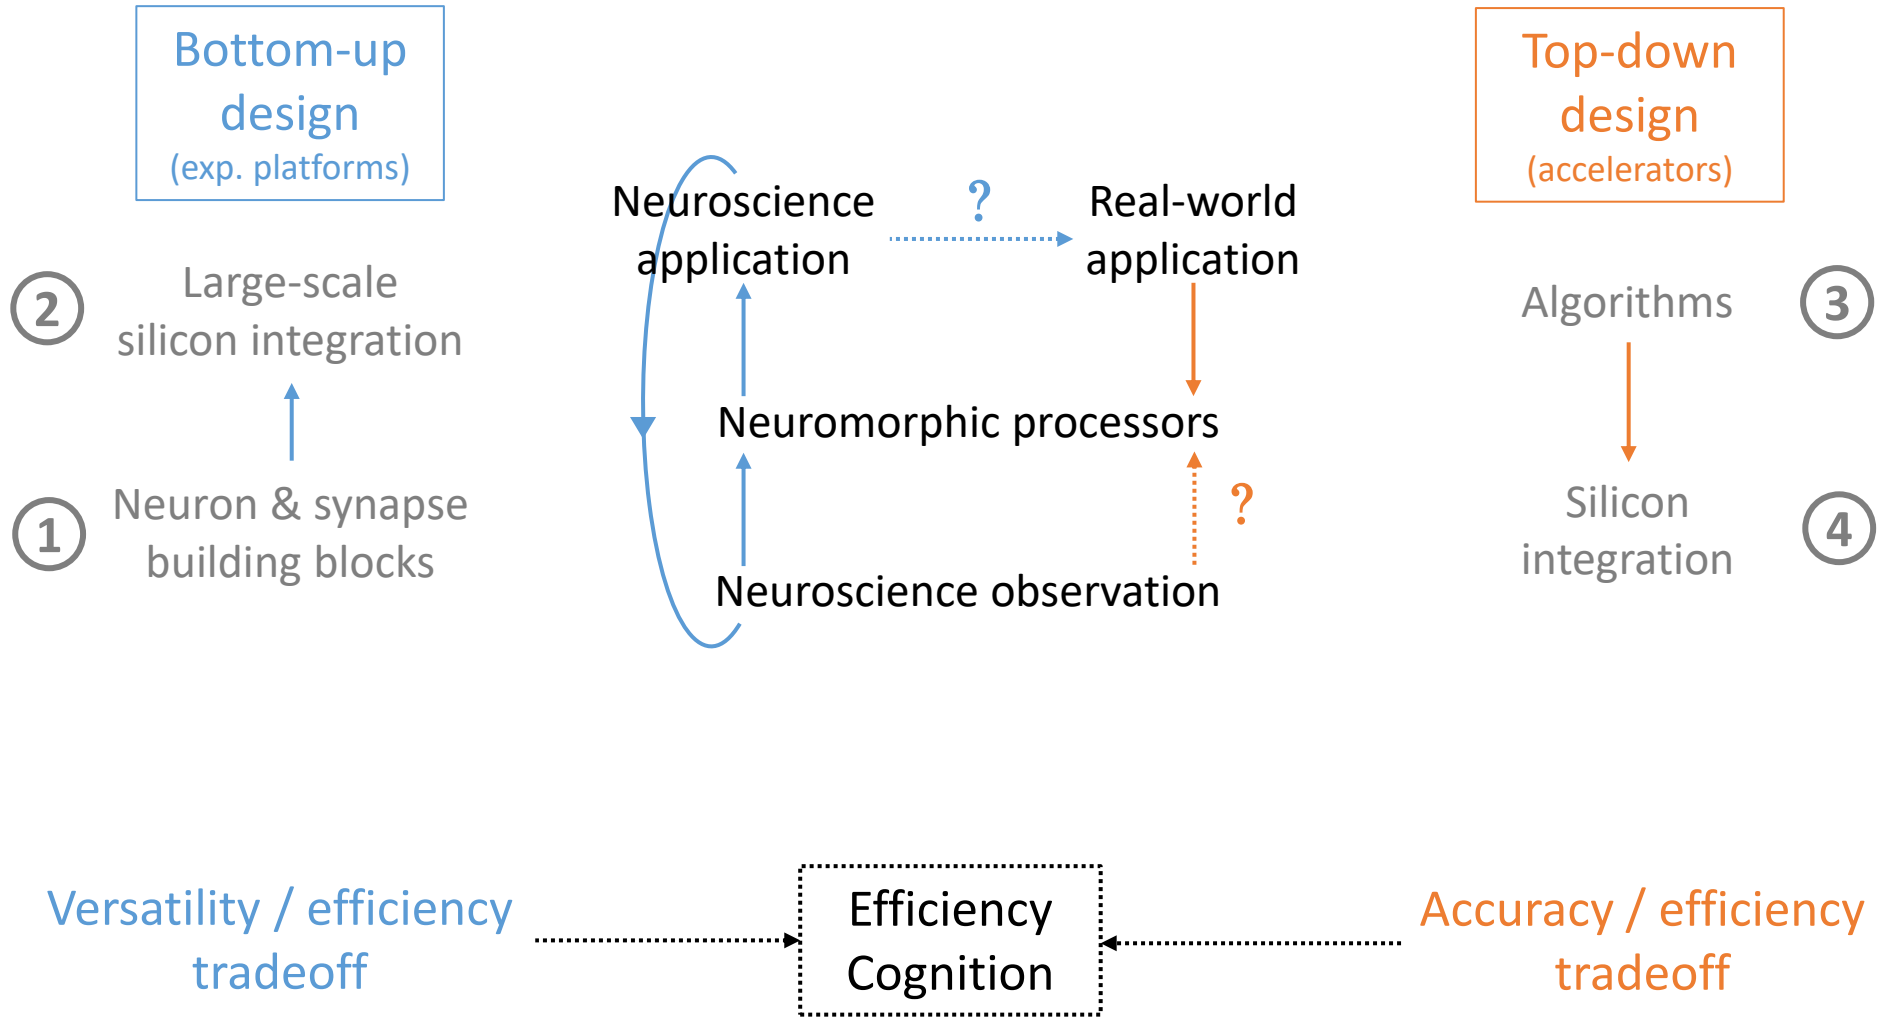 Bottom-up
design
(exp. platforms)
2
Large-scale
silicon integration
1
Neuron & synapse
building blocks
Neuroscience
application
?
Real-world
application
Neuromorphic processors
?
Neuroscience observation
Top-down
design
(accelerators)
Algorithms
3
Silicon
integration
4
Versatility / efficiency
tradeoff
Efficiency
Cognition
Accuracy / efficiency
tradeoff